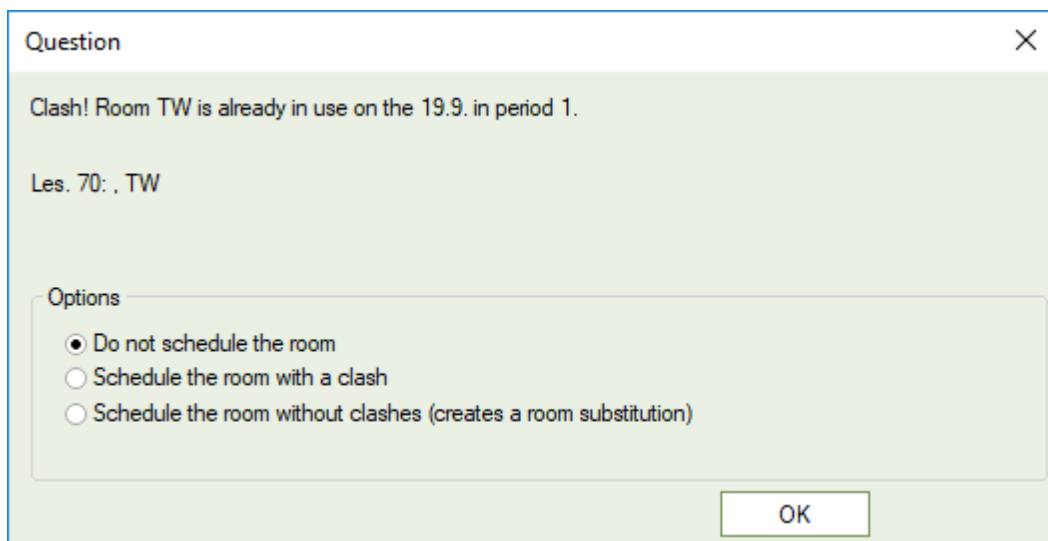 Question
Clash! Room TW is already in use on the 19.9. in period 1.
Les. 70: , TW
Options
Do not schedule the room
Schedule the room with a clash
Schedule the room without clashes (creates a room substitution)
OK